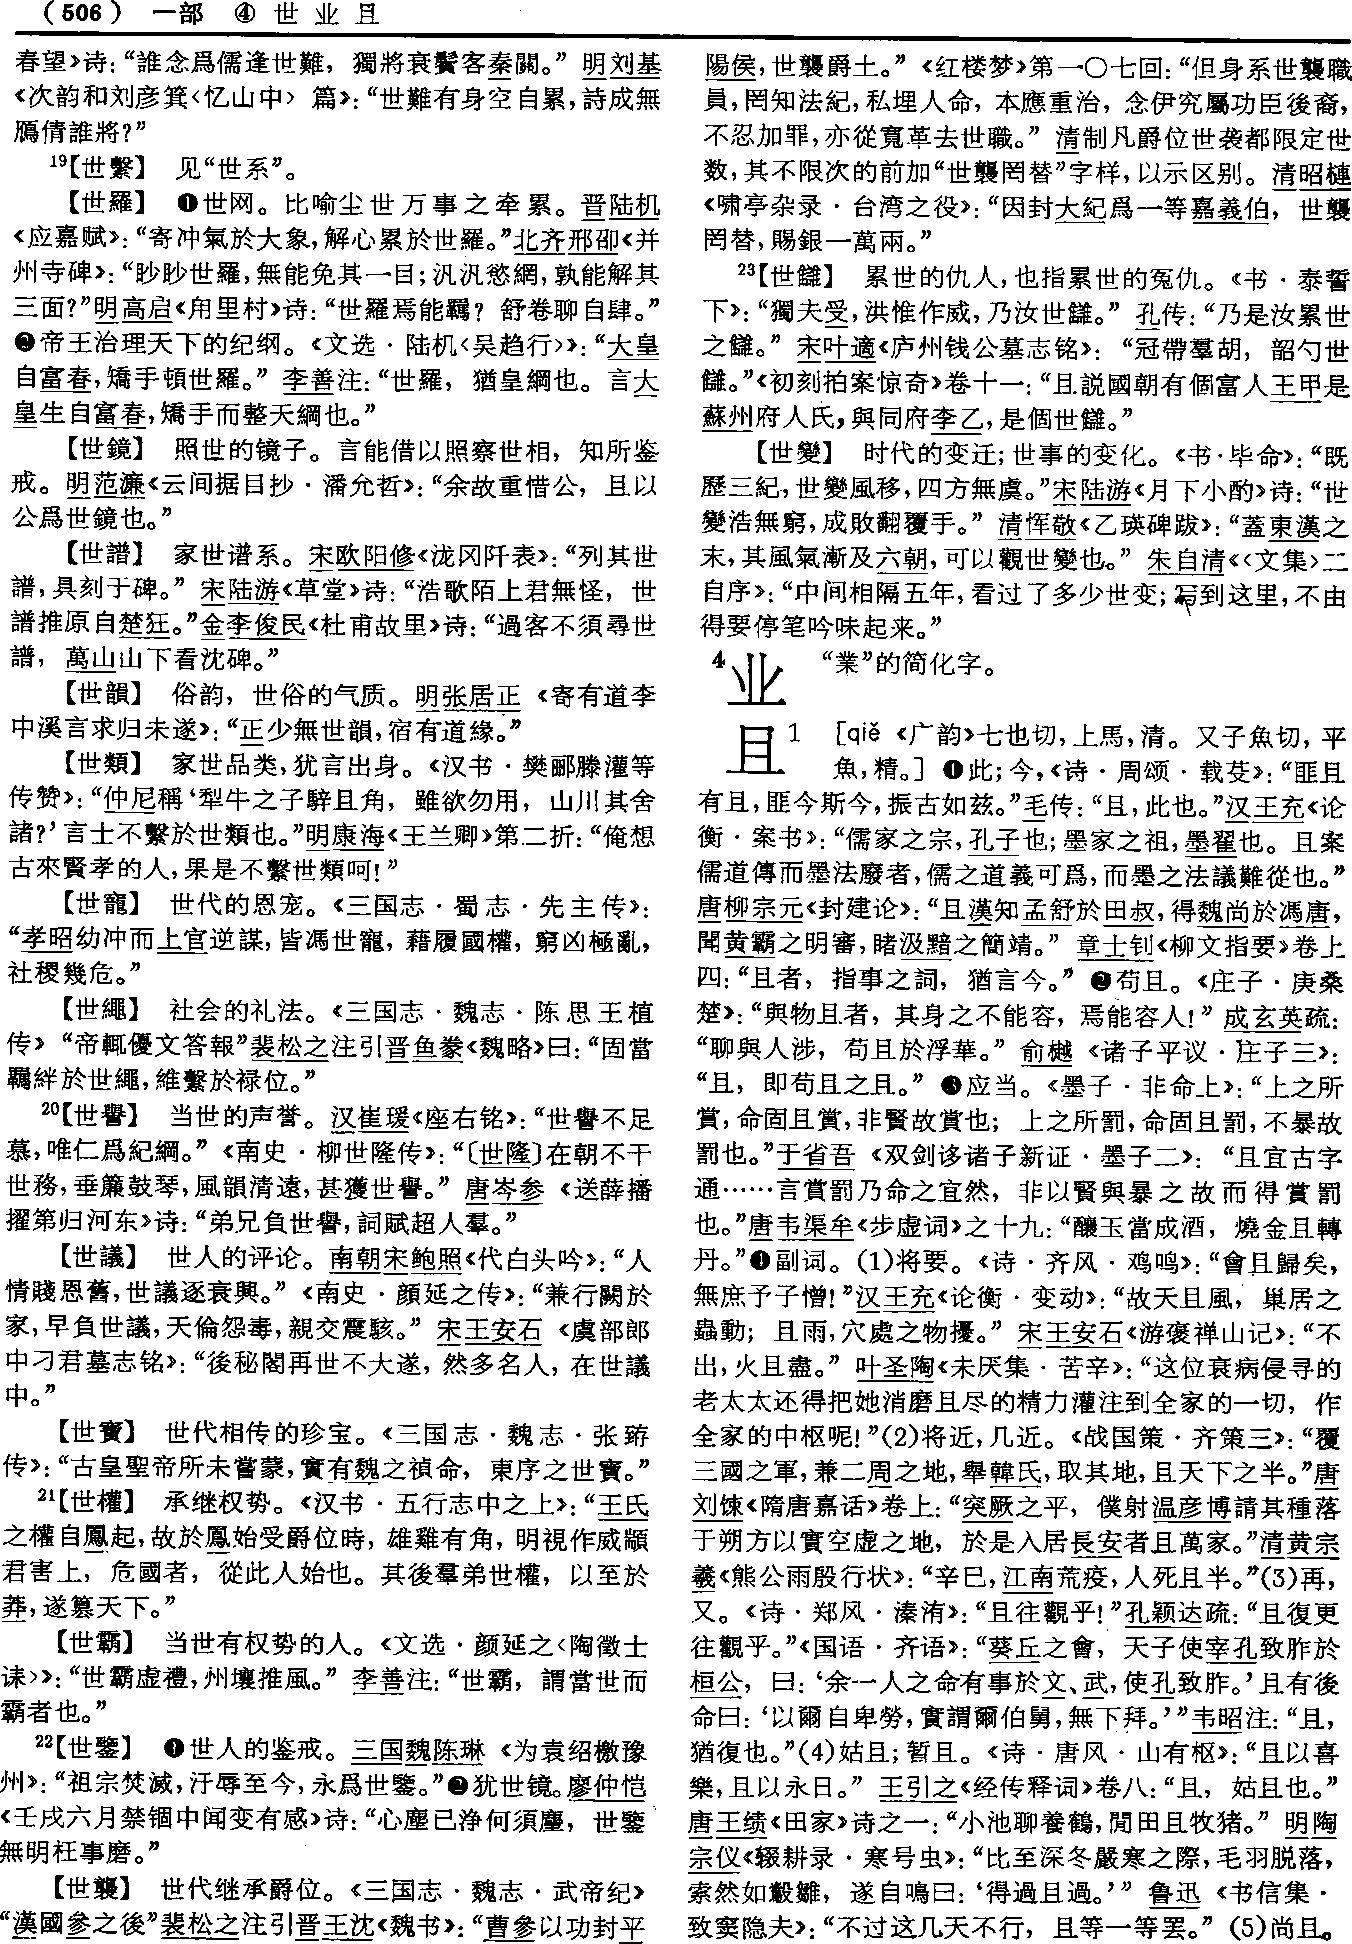 （506） 一部 ④ 世业且
春望》诗：“誰念爲儒逢世難，獨將衰鬢客秦關。”明刘基
《次韵和刘彦箕〈忆山中〉篇》：“世難有身空自累，詩成無
鴈倩誰將？”
¹⁹【世繫】 见“世系”。
【世羅】 ❶世网。比喻尘世万事之牵累。晋陆机
《应嘉赋》：“寄冲氣於大象，解心累於世羅。”北齐邢邵《并
州寺碑》：“眇眇世羅，無能免其一目；汎汎慾網，孰能解其
三面？”明高启《甪里村》诗：“世羅焉能羈？舒卷聊自肆。”
❷帝王治理天下的纪纲。《文选·陆机〈吴趋行〉》：“大皇
自富春，矯手頓世羅。”李善注：“世羅，猶皇綱也。言大
皇生自富春，矯手而整天綱也。”
【世鏡】 照世的镜子。言能借以照察世相，知所鉴
戒。明范濂《云间据目抄·潘允哲》：“余故重惜公，且以
公爲世鏡也。”
【世譜】 家世谱系。宋欧阳修《泷冈阡表》：“列其世
譜，具刻于碑。”宋陆游《草堂》诗：“浩歌陌上君無怪，世
譜推原自楚狂。”金李俊民《杜甫故里》诗：“過客不須尋世
譜，萬山山下看沈碑。”
【世韻】 俗韵，世俗的气质。明张居正《寄有道李
中溪言求归未遂》：“正少無世韻，宿有道緣。”
【世類】 家世品类，犹言出身。《汉书·樊郦滕灌等
传赞》：“仲尼稱‘犁牛之子騂且角，雖欲勿用，山川其舍
諸？’言士不繫於世類也。”明康海《王兰卿》第二折：“俺想
古來賢孝的人，果是不繫世類呵！”
【世寵】 世代的恩宠。《三国志·蜀志·先主传》：
“孝昭幼冲而上官逆謀，皆馮世寵，藉履國權，窮凶極亂，
社稷幾危。”
【世繩】 社会的礼法。《三国志·魏志·陈思王植
传》“帝輒優文答報”裴松之注引晋鱼豢《魏略》曰：“固當
羈絆於世繩，維繫於禄位。”
²⁰【世譽】 当世的声誉。汉崔瑗《座右铭》：“世譽不足
慕，唯仁爲紀綱。”《南史·柳世隆传》：“〔世隆〕在朝不干
世務，垂簾鼓琴，風韻清遠，甚獲世譽。”唐岑参《送薛播
擢第归河东》诗：“弟兄負世譽，詞賦超人羣。”
【世議】 世人的评论。南朝宋鲍照《代白头吟》：“人
情賤恩舊，世議逐衰興。”《南史·颜延之传》：“兼行闕於
家，早負世議，天倫怨毒，親交震駭。”宋王安石《虞部郎
中刁君墓志铭》：“後秘閣再世不大遂，然多名人，在世議
中。”
【世寶】 世代相传的珍宝。《三国志·魏志·张臶
传》：“古皇聖帝所未嘗蒙，實有魏之禎命，東序之世寶。”
²¹【世權】 承继权势。《汉书·五行志中之上》：“王氏
之權自鳳起，故於鳳始受爵位時，雄雞有角，明視作威顓
君害上，危國者，從此人始也。其後羣弟世權，以至於
莽，遂篡天下。”
【世霸】 当世有权势的人。《文选·颜延之〈陶徵士
诔〉》：“世霸虛禮，州壤推風。”李善注：“世霸，謂當世而
霸者也。”
²²【世鑒】 ❶世人的鉴戒。三国魏陈琳《为袁绍檄豫
州》：“祖宗焚滅，汙辱至今，永爲世鑒。”❷犹世镜。廖仲恺
《壬戌六月禁锢中闻变有感》诗：“心塵已净何須麈，世鑒
無明枉事磨。”
【世襲】 世代继承爵位。《三国志·魏志·武帝纪》
“漢國參之後”裴松之注引晋王沈《魏书》：“曹參以功封平
陽侯，世襲爵土。”《红楼梦》第一〇七回：“但身系世襲職
員，罔知法紀，私埋人命，本應重治，念伊究屬功臣後裔，
不忍加罪，亦從寬革去世職。”清制凡爵位世袭都限定世
数，其不限次的前加“世襲罔替”字样，以示区别。清昭槤
《啸亭杂录·台湾之役》：“因封大紀爲一等嘉義伯，世襲
罔替，賜銀一萬兩。”
²³【世讎】 累世的仇人，也指累世的冤仇。《书·泰誓
下》：“獨夫受，洪惟作威，乃汝世讎。”孔传：“乃是汝累世
之讎。”宋叶適《庐州钱公墓志铭》：“冠帶羣胡，韶勺世
讎。”《初刻拍案惊奇》卷十一：“且説國朝有個富人王甲是
蘇州府人氏，與同府李乙，是個世讎。”
【世變】 时代的变迁；世事的变化。《书·毕命》：“既
歷三紀，世變風移，四方無虞。”宋陆游《月下小酌》诗：“世
變浩無窮，成敗翻覆手。”清恽敬《乙瑛碑跋》：“蓋東漢之
末，其風氣漸及六朝，可以觀世變也。”朱自清《〈文集〉二
自序》：“中间相隔五年，看过了多少世变；写到这里，不由
得要停笔吟味起来。”
⁴业 “業”的简化字。
且1 ［qiě 《广韵》七也切，上馬，清。又子魚切，平
魚，精。］❶此；今，《诗·周颂·载芟》：“匪且
有且，匪今斯今，振古如兹。”毛传：“且，此也。”汉王充《论
衡·案书》：“儒家之宗，孔子也；墨家之祖，墨翟也。且案
儒道傳而墨法廢者，儒之道義可爲，而墨之法議難從也。”
唐柳宗元《封建论》：“且漢知孟舒於田叔，得魏尚於馮唐，
聞黄霸之明審，睹汲黯之簡靖。”章士钊《柳文指要》卷上
四：“且者，指事之詞，猶言今。”❷苟且。《庄子·庚桑
楚》：“與物且者，其身之不能容，焉能容人！”成玄英疏：
“聊與人涉，苟且於浮華。”俞樾《诸子平议·庄子三》：
“且，即苟且之且。”❸应当。《墨子·非命上》：“上之所
賞，命固且賞，非賢故賞也；上之所罰，命固且罰，不暴故
罰也。”于省吾《双剑誃诸子新证·墨子二》：“且宜古字
通……言賞罰乃命之宜然，非以賢與暴之故而得賞罰
也。”唐韦渠牟《步虚词》之十九：“釀玉當成酒，燒金且轉
丹。”❹副词。(1)将要。《诗·齐风·鸡鸣》：“會且歸矣，
無庶予子憎！”汉王充《论衡·变动》：“故天且風，巢居之
蟲動；且雨，穴處之物擾。”宋王安石《游褒禅山记》：“不
出，火且盡。”叶圣陶《未厌集·苦辛》：“这位衰病侵寻的
老太太还得把她消磨且尽的精力灌注到全家的一切，作
全家的中枢呢！”(2)将近，几近。《战国策·齐策三》：“覆
三國之軍，兼二周之地，舉韓氏，取其地，且天下之半。”唐
刘𫗧《隋唐嘉话》卷上：“突厥之平，僕射温彦博請其種落
于朔方以實空虚之地，於是入居長安者且萬家。”清黄宗
羲《熊公雨殷行状》：“辛巳，江南荒疫，人死且半。”(3)再，
又。《诗·郑风·溱洧》：“且往觀乎！”孔颖达疏：“且復更
往觀乎。”《国语·齐语》：“葵丘之會，天子使宰孔致胙於
桓公，曰：‘余一人之命有事於文、武，使孔致胙。’且有後
命曰：‘以爾自卑勞，實謂爾伯舅，無下拜。’”韦昭注：“且，
猶復也。”(4)姑且；暂且。《诗·唐风·山有枢》：“且以喜
樂，且以永日。”王引之《经传释词》卷八：“且，姑且也。”
唐王绩《田家》诗之一：“小池聊養鶴，閒田且牧猪。”明陶
宗仪《辍耕录·寒号虫》：“比至深冬嚴寒之際，毛羽脱落，
索然如鷇雛，遂自鳴曰：‘得過且過。’”鲁迅《书信集·
致窦隐夫》：“不过这几天不行，且等一等罢。”(5)尚且。